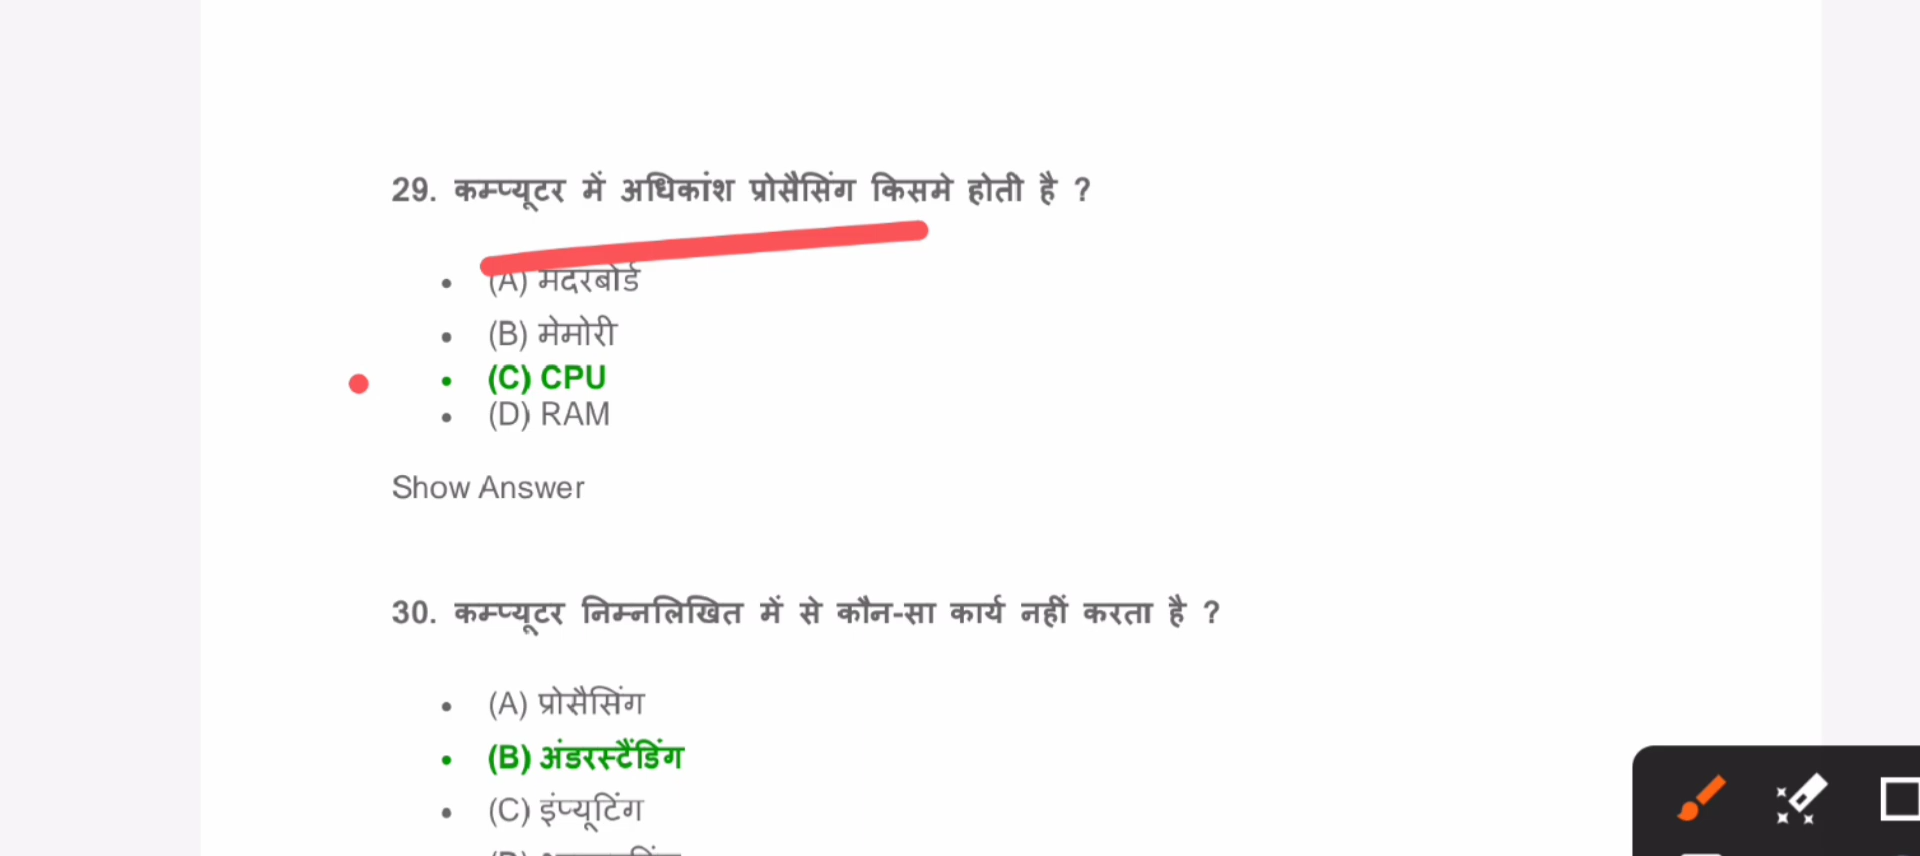 29. कम्प्यूटर में अधिकांश प्रोसैसिंग किसमे होती है ?
(A) मदरबोर्ड
(B) मेमोरी
(C) CPU
(D) RAM
Show Answer
30. कम्प्यूटर निम्नलिखित में से कौन-सा कार्य नहीं करता है ?
(A) प्रोसैसिंग
(B) अंडरस्टैंडिंग
(C) इंप्यूटिंग